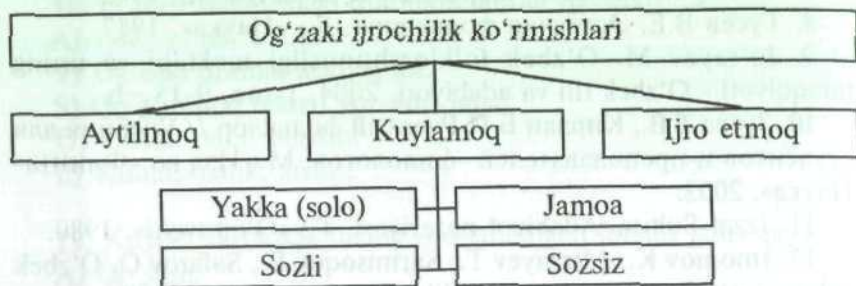 Og‘zaki ijrochilik ko‘rinishlari
Aytilmoq Kuylamoq Ijro etmoq
Yakka (solo) Jamoa
Sozli Sozsiz